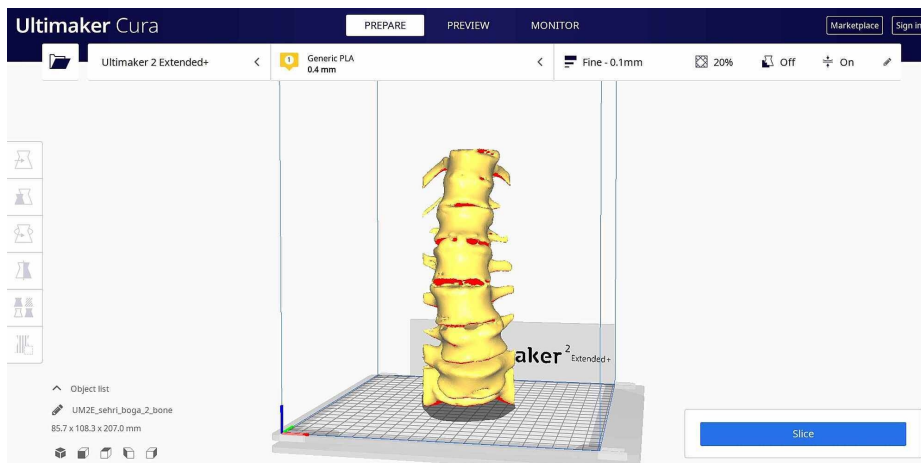 Ultimaker Cura
PREPARE
PREVIEW
MONITOR
Marketplace
Sign in
Ultimaker 2 Extended+
1
Generic PLA
0.4 mm
Fine - 0.1mm
20%
Off
On
aker 2 Extended+
Object list
UM2E_sehri_boga_2_bone
85.7 x 108.3 x 207.0 mm
Slice